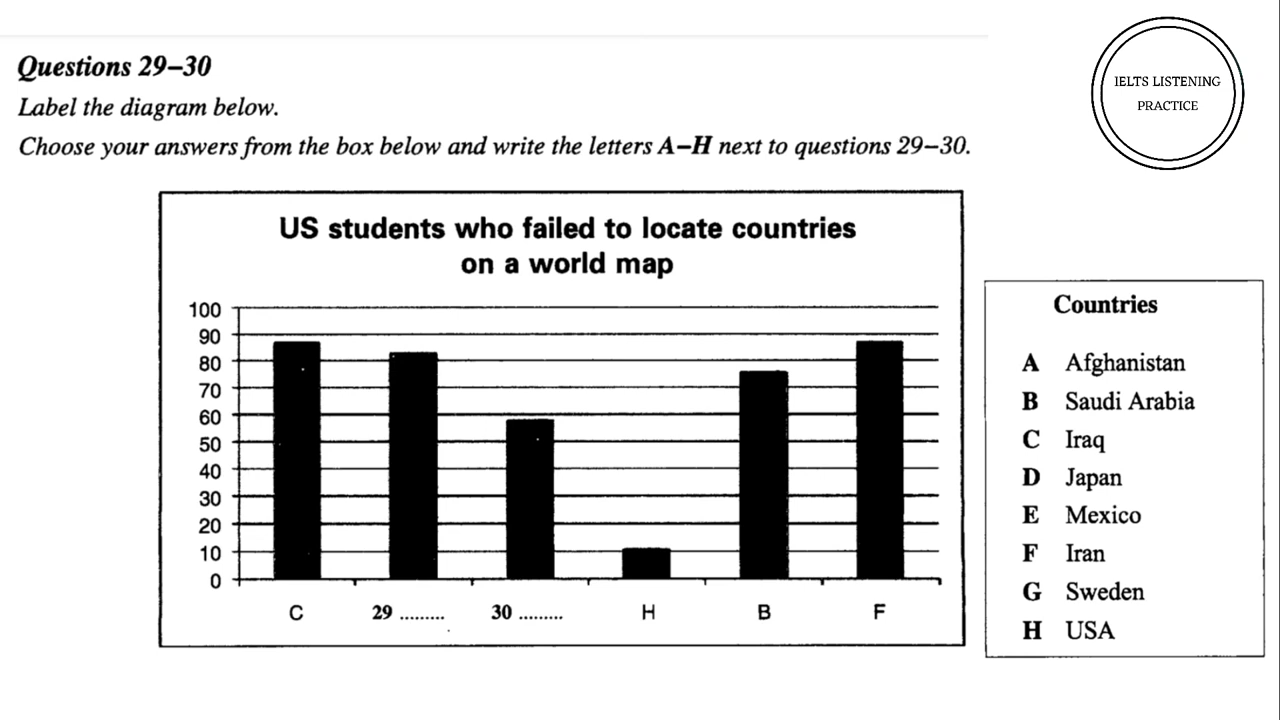 Questions 29–30
Label the diagram below.
Choose your answers from the box below and write the letters A–H next to questions 29–30.
IELTS LISTENING
PRACTICE
US students who failed to locate countries
on a world map
100
90
80
70
60
50
40
30
20
10
0
C 29 ......... 30 ......... H B F
Countries
A Afghanistan
B Saudi Arabia
C Iraq
D Japan
E Mexico
F Iran
G Sweden
H USA